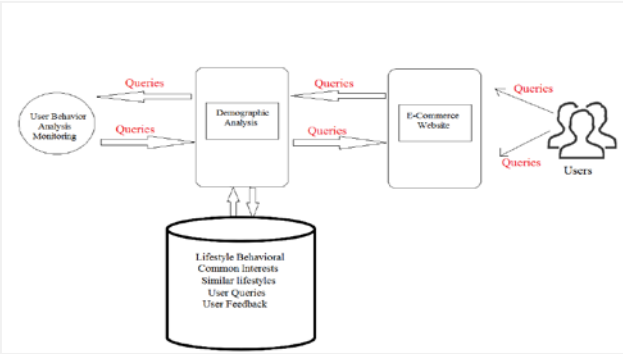 Queries
Queries
Queries
User Behavior
Analysis
Monitoring
Queries
Demographic
Analysis
Queries
E-Commerce
Website
Queries
Users
Lifestyle Behavioral
Common Interests
Similar lifestyles
User Queries
User Feedback